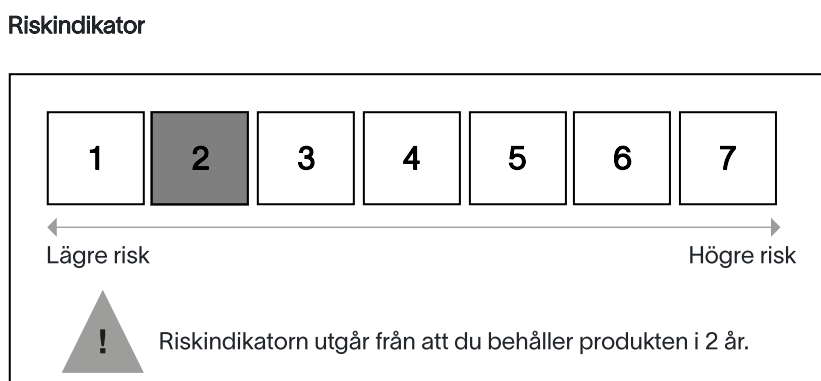 Riskindikator
1 2 3 4 5 6 7
Lägre risk Högre risk
! Riskindikatorn utgår från att du behåller produkten i 2 år.